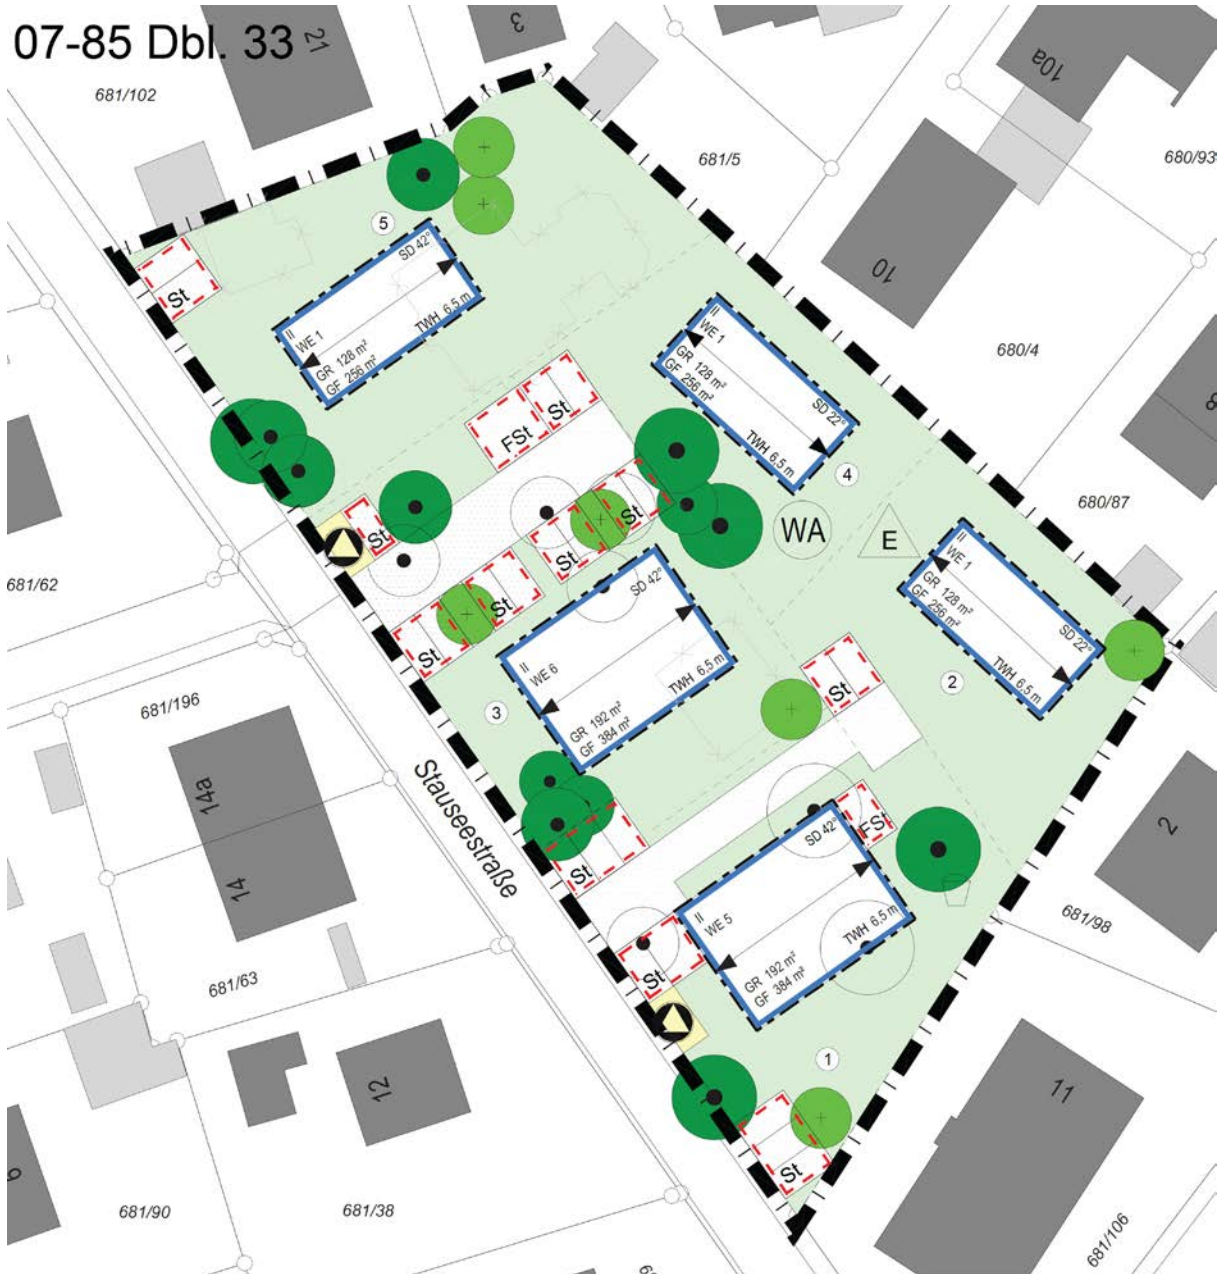 07-85 Dbl. 33
21
3
10a
681/102
681/5
680/93
5
SD 42°
II
WE 1
GR 128 m²
GF 256 m²
TWH 6,5 m
St
10
680/4
8
II
WE 1
GR 128 m²
GF 256 m²
SD 22°
TWH 6,5 m
4
FSt
St
680/87
WA
E
St
St
St
St
St
681/62
SD 42°
II
WE 6
GR 192 m²
GF 384 m²
TWH 6,5 m
3
II
WE 1
GR 128 m²
GF 256 m²
SD 22°
TWH 6,5 m
2
St
681/196
14a
14
Stauseestraße
St
SD 42°
FSt
II
WE 5
GR 192 m²
GF 384 m²
TWH 6,5 m
2
681/98
681/63
St
1
12
11
St
9
681/90
681/38
681/106